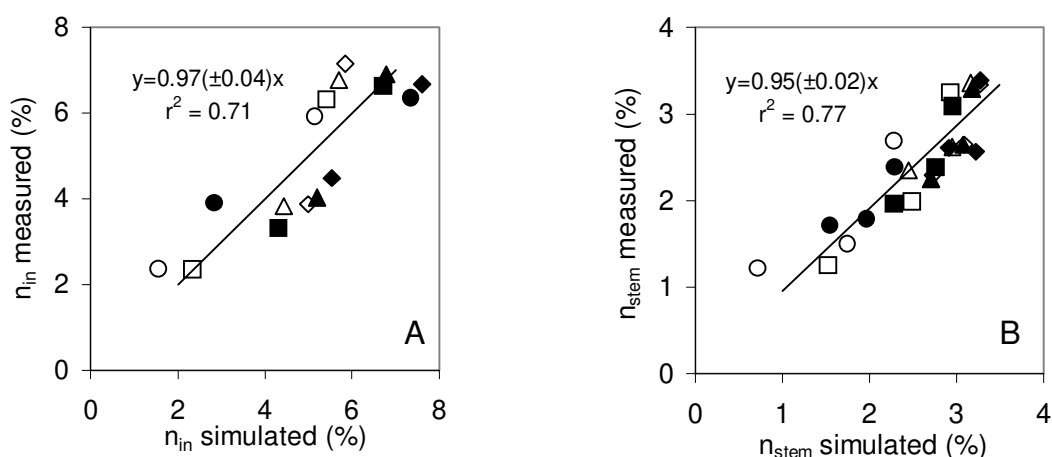 n_in measured (%)
8
6
4
2
0
y=0.97(±0.04)x
r² = 0.71
A
0 2 4 6 8
n_in simulated (%)
n_stem measured (%)
4
3
2
1
0
y=0.95(±0.02)x
r² = 0.77
B
0 1 2 3 4
n_stem simulated (%)